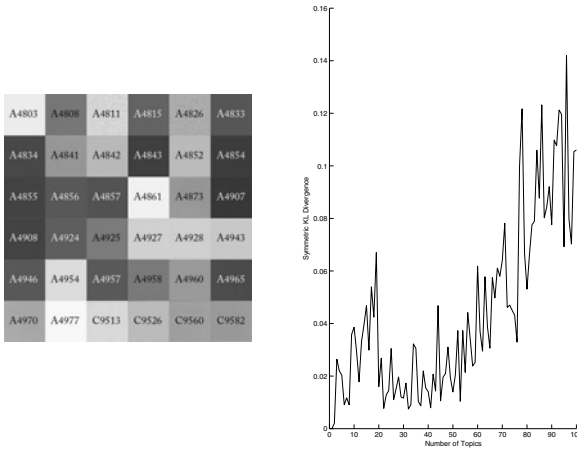 A4803 A4808 A4811 A4815 A4826 A4833
A4834 A4841 A4842 A4843 A4852 A4854
A4855 A4856 A4857 A4861 A4873 A4907
A4908 A4924 A4925 A4927 A4928 A4943
A4946 A4954 A4957 A4958 A4960 A4965
A4970 A4977 C9513 C9526 C9560 C9582
0.16
0.14
0.12
0.1
0.08
0.06
0.04
0.02
0
Symmetric KL Divergence
0 10 20 30 40 50 60 70 80 90 100
Number of Topics